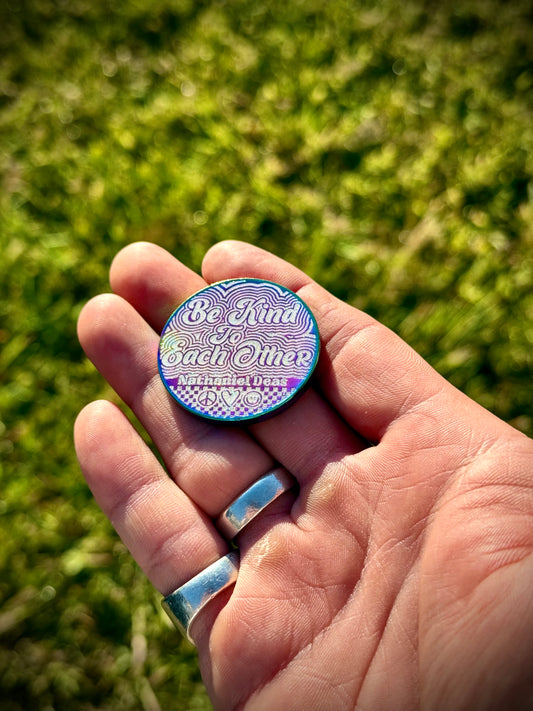 Be Kind
To
Each Other
Nathaniel Deas